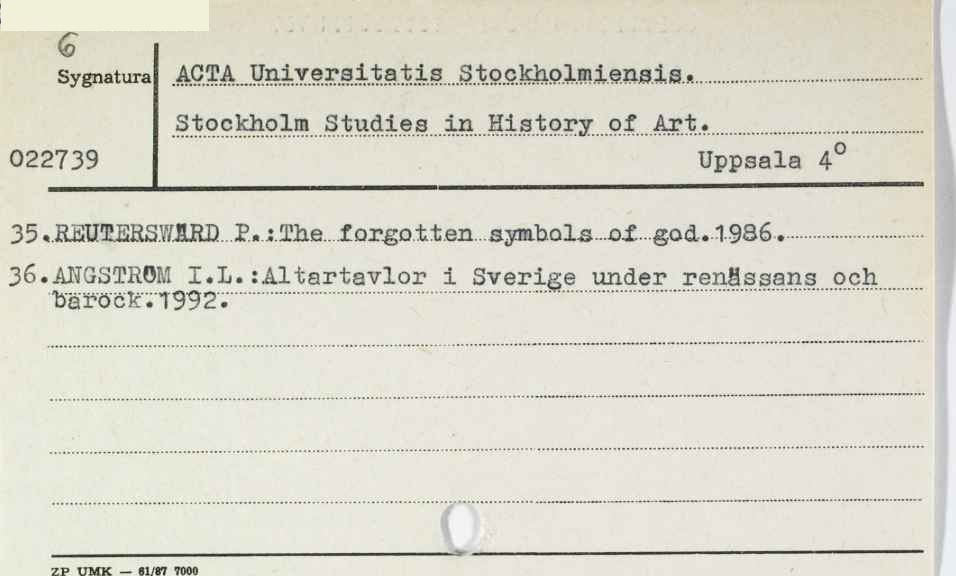 6
Sygnatura
ACTA Universitatis Stockholmiensis.
Stockholm Studies in History of Art.
022739
Uppsala 4°
35. REUTERSWÄRD P.:The forgotten symbols of god.1986.
36. ANGSTRÖM I.L.:Altartavlor i Sverige under renässans och
barock.1992.
ZP UMK — 61/87 7000